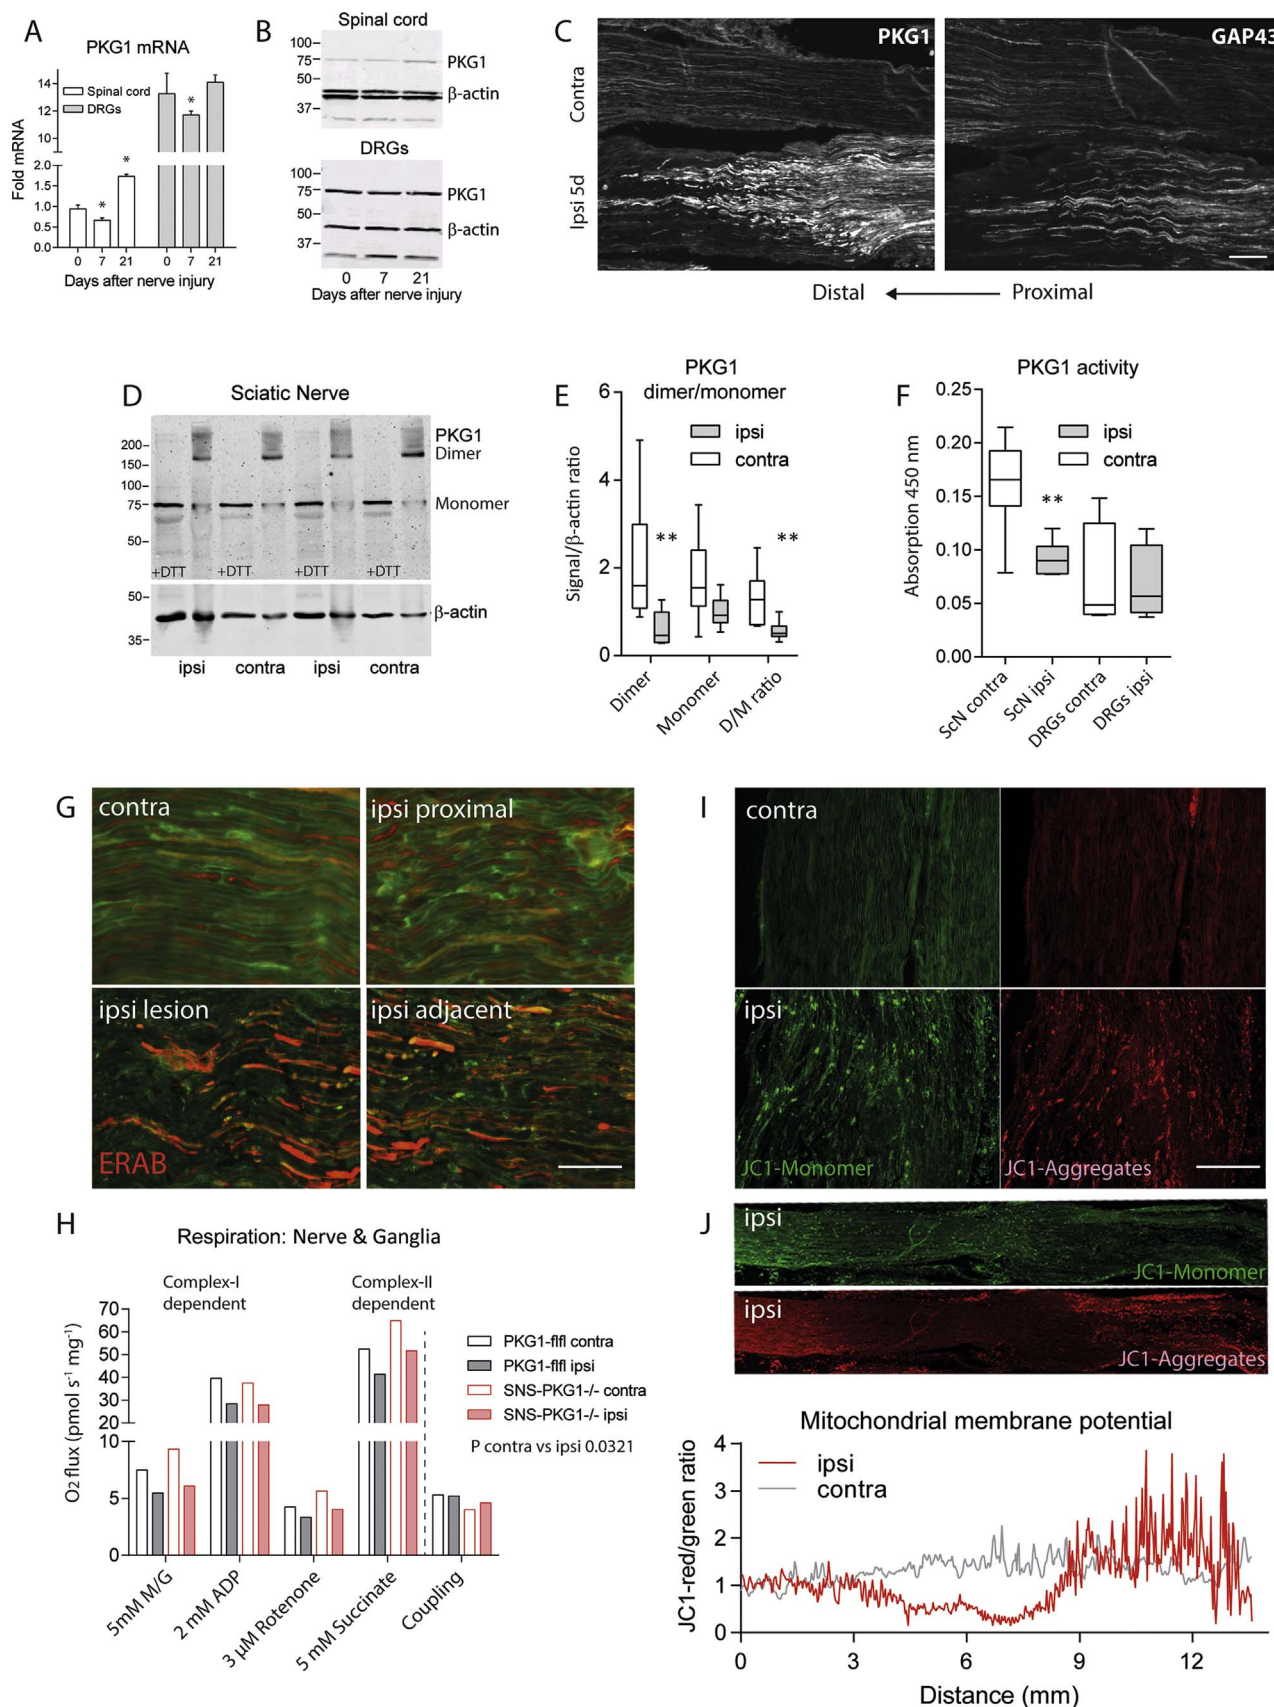 A
PKG1 mRNA
14
12
10
2.0
1.5
1.0
0.5
0.0
Fold mRNA
Spinal cord
DRGs
*
*
*
0 7 21 0 7 21
Days after nerve injury
B
Spinal cord
100
75
50
37
PKG1
β-actin
DRGs
100
75
50
37
PKG1
β-actin
0 7 21
Days after nerve injury
C
PKG1
GAP43
Contra
Ipsi 5d
Distal
Proximal
D
Sciatic Nerve
200
150
100
75
50
PKG1
Dimer
Monomer
+DTT +DTT +DTT +DTT
50
35
β-actin
ipsi contra ipsi contra
E
PKG1
dimer/monomer
6
4
2
0
Signal/β-actin ratio
ipsi
contra
** **
Dimer
Monomer
D/M ratio
F
PKG1 activity
0.25
0.20
0.15
0.10
0.05
0.00
Absorption 450 nm
ipsi
contra
**
ScN contra
ScN ipsi
DRGs contra
DRGs ipsi
G
contra
ipsi proximal
ipsi lesion
ipsi adjacent
ERAB
H
Respiration: Nerve & Ganglia
Complex-I
dependent
Complex-II
dependent
70
60
50
40
30
20
10
5
0
O2 flux (pmol s⁻¹ mg⁻¹)
PKG1-flfl contra
PKG1-flfl ipsi
SNS-PKG1-/- contra
SNS-PKG1-/- ipsi
P contra vs ipsi 0.0321
5mM M/G
2 mM ADP
3 µM Rotenone
5 mM Succinate
Coupling
I
contra
ipsi
JC1-Monomer
JC1-Aggregates
J
ipsi
JC1-Monomer
ipsi
JC1-Aggregates
Mitochondrial membrane potential
4
3
2
1
0
JC1-red/green ratio
ipsi
contra
0 3 6 9 12
Distance (mm)